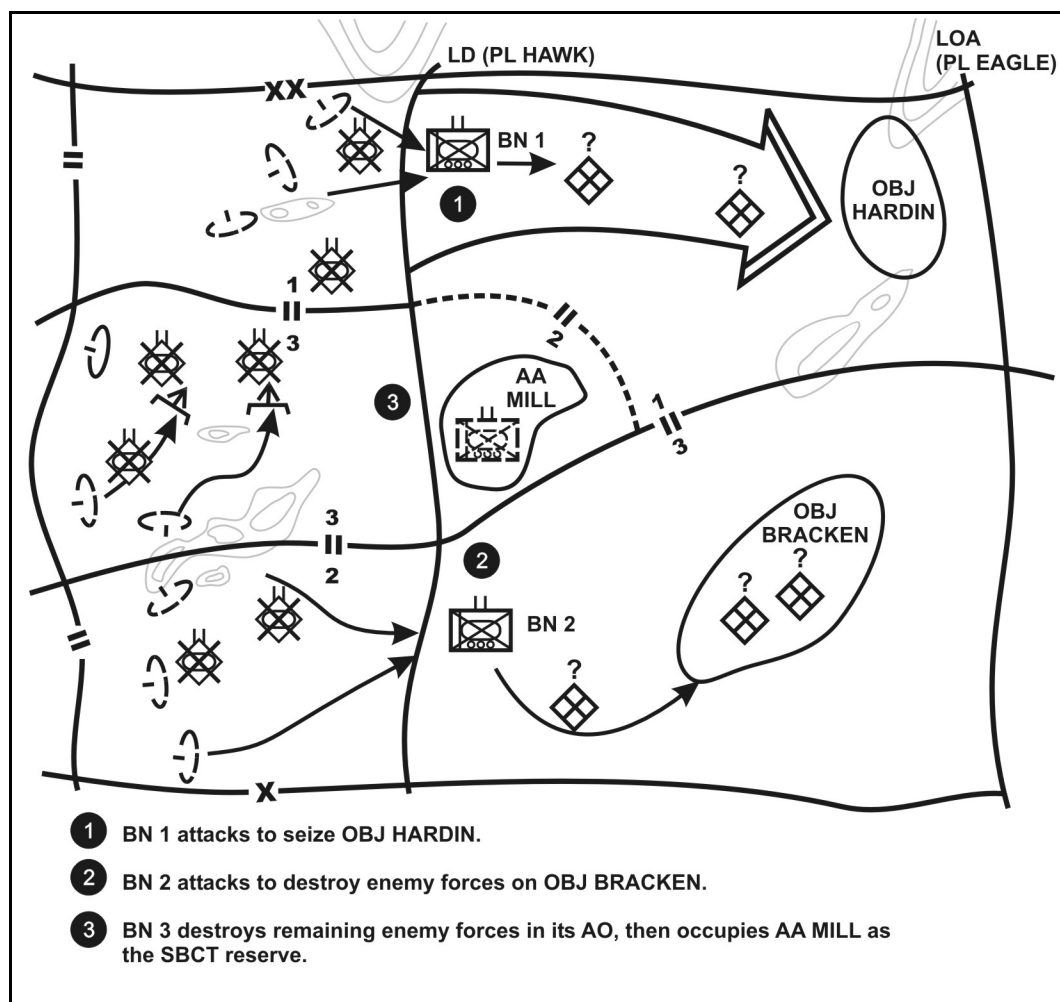 LD (PL HAWK)
LOA
(PL EAGLE)
XX
BN 1
?
?
1
OBJ
HARDIN
1
3
2
AA
MILL
3
1
3
OBJ
BRACKEN
?
?
3
2
2
BN 2
?
X
1 BN 1 attacks to seize OBJ HARDIN.
2 BN 2 attacks to destroy enemy forces on OBJ BRACKEN.
3 BN 3 destroys remaining enemy forces in its AO, then occupies AA MILL as
the SBCT reserve.